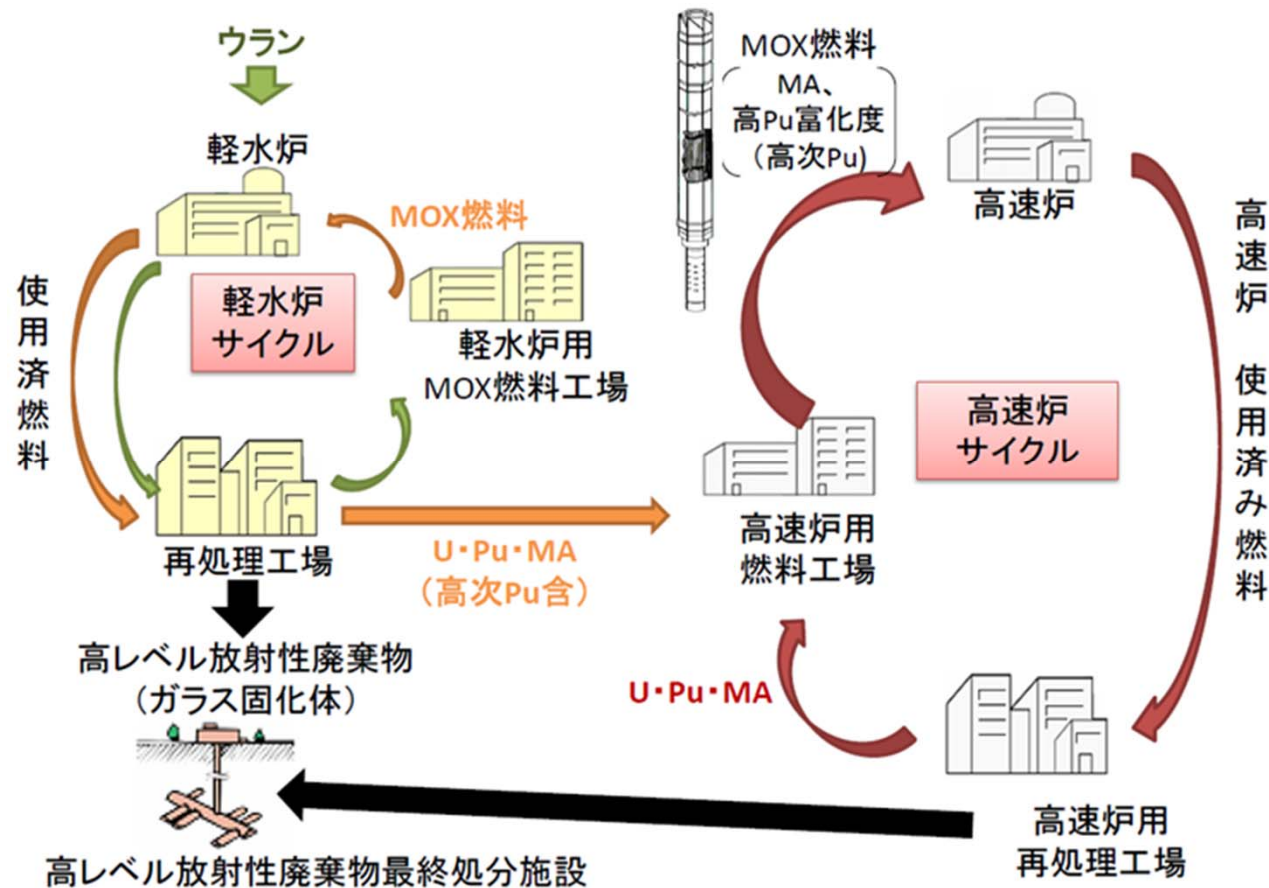 ウラン
軽水炉
MOX燃料
軽水炉
サイクル
使用済燃料
軽水炉用
MOX燃料工場
再処理工場
U・Pu・MA
（高次Pu含）
高レベル放射性廃棄物
（ガラス固化体）
高レベル放射性廃棄物最終処分施設
MOX燃料
MA、
高Pu富化度
（高次Pu)
高速炉
高速炉　使用済み燃料
高速炉
サイクル
高速炉用
燃料工場
U・Pu・MA
高速炉用
再処理工場